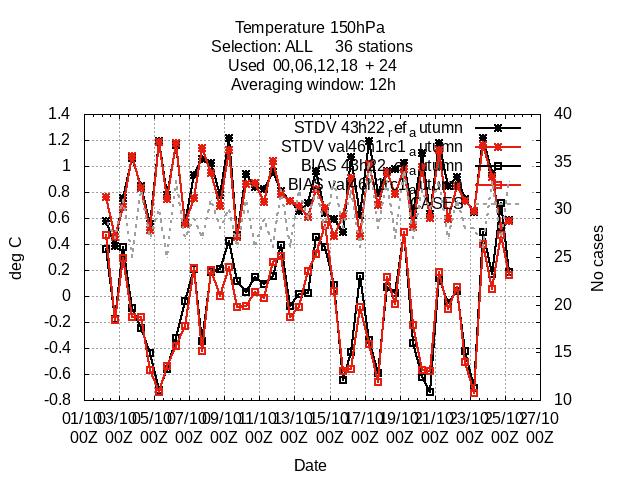 Temperature 150hPa
Selection: ALL 36 stations
Used 00,06,12,18 + 24
Averaging window: 12h
1.4
1.2
1
0.8
0.6
0.4
0.2
0
-0.2
-0.4
-0.6
-0.8
deg C
40
35
30
25
20
15
10
No cases
STDV 43h22_ref_autumn
STDV val46h1rc1_autumn
BIAS 43h22_ref_autumn
BIAS val46h1rc1_autumn
CASES
01/10 03/10 05/10 07/10 09/10 11/10 13/10 15/10 17/10 19/10 21/10 23/10 25/10 27/10
00Z 00Z 00Z 00Z 00Z 00Z 00Z 00Z 00Z 00Z 00Z 00Z 00Z 00Z
Date